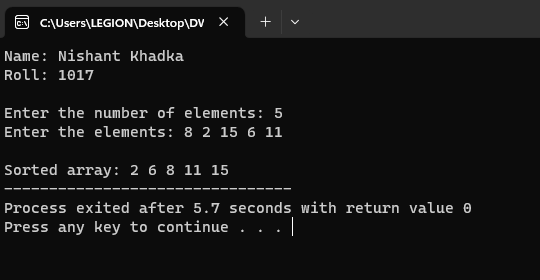 C:\Users\LEGION\Desktop\DV
Name: Nishant Khadka
Roll: 1017
Enter the number of elements: 5
Enter the elements: 8 2 15 6 11
Sorted array: 2 6 8 11 15
--------------------------------
Process exited after 5.7 seconds with return value 0
Press any key to continue . . .